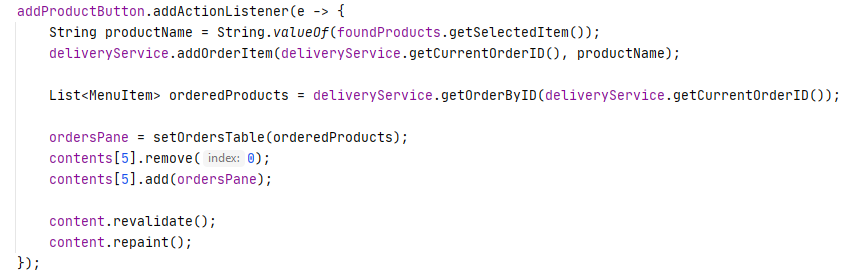 addProductButton.addActionListener(e -> {
    String productName = String.valueOf(foundProducts.getSelectedItem());
    deliveryService.addOrderItem(deliveryService.getCurrentOrderID(), productName);

    List<MenuItem> orderedProducts = deliveryService.getOrderByID(deliveryService.getCurrentOrderID());

    ordersPane = setOrdersTable(orderedProducts);
    contents[5].remove( index: 0);
    contents[5].add(ordersPane);

    content.revalidate();
    content.repaint();
});